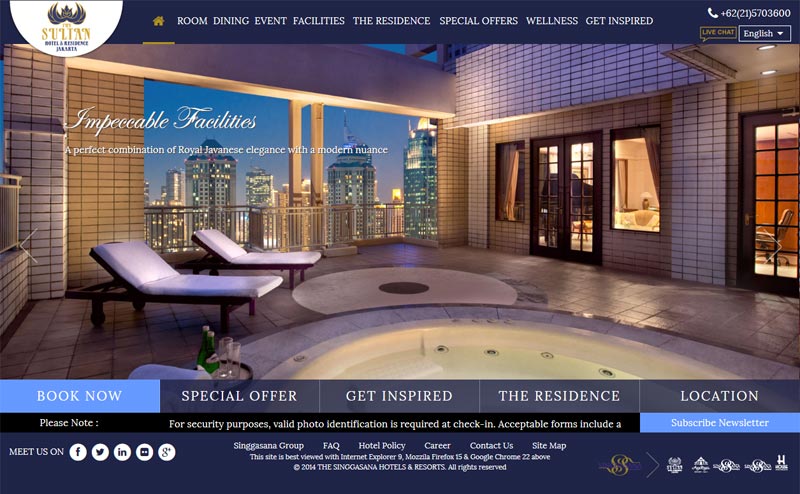 THE
SULTAN
HOTEL & RESIDENCE
JAKARTA
ROOM DINING EVENT FACILITIES THE RESIDENCE SPECIAL OFFERS WELLNESS GET INSPIRED
+62(21)5703600
LIVE CHAT English
Impeccable Facilities
A perfect combination of Royal Javanese elegance with a modern nuance
BOOK NOW SPECIAL OFFER GET INSPIRED THE RESIDENCE LOCATION
Please Note : For security purposes, valid photo identification is required at check-in. Acceptable forms include a Subscribe Newsletter
MEET US ON
Singgasana Group FAQ Hotel Policy Career Contact Us Site Map
This site is best viewed with Internet Explorer 9, Mozzila Firefox 15 & Google Chrome 22 above
© 2014 THE SINGGASANA HOTELS & RESORTS. All rights reserved